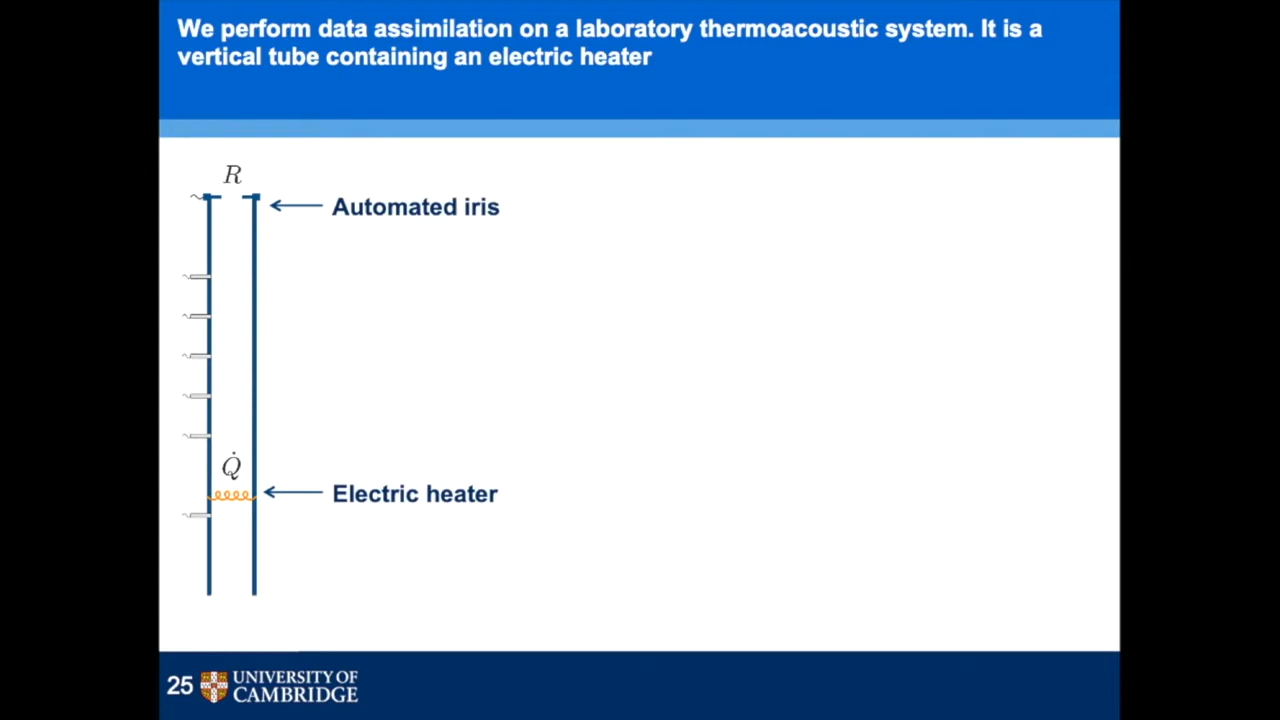 We perform data assimilation on a laboratory thermoacoustic system. It is a
vertical tube containing an electric heater
R
Automated iris
Q̇
Electric heater
25
UNIVERSITY OF
CAMBRIDGE